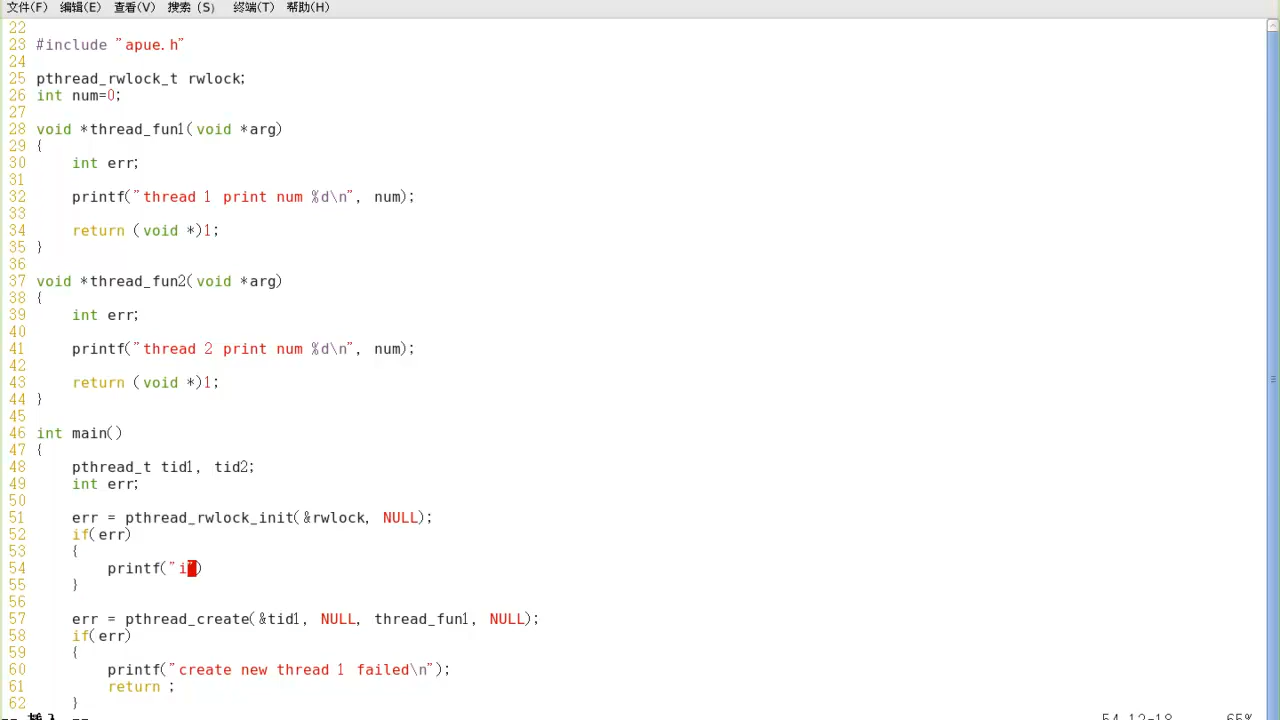 文件(F) 编辑(E) 查看(V) 搜索 (S) 终端(T) 帮助(H)
22
23 #include "apue.h"
24
25 pthread_rwlock_t rwlock;
26 int num=0;
27
28 void *thread_fun1(void *arg)
29 {
30     int err;
31
32     printf("thread 1 print num %d\n", num);
33
34     return (void *)1;
35 }
36
37 void *thread_fun2(void *arg)
38 {
39     int err;
40
41     printf("thread 2 print num %d\n", num);
42
43     return (void *)1;
44 }
45
46 int main()
47 {
48     pthread_t tid1, tid2;
49     int err;
50
51     err = pthread_rwlock_init(&rwlock, NULL);
52     if(err)
53     {
54         printf("i")
55     }
56
57     err = pthread_create(&tid1, NULL, thread_fun1, NULL);
58     if(err)
59     {
60         printf("create new thread 1 failed\n");
61         return ;
62     }
-- 插入 -- 54,12-18 65%